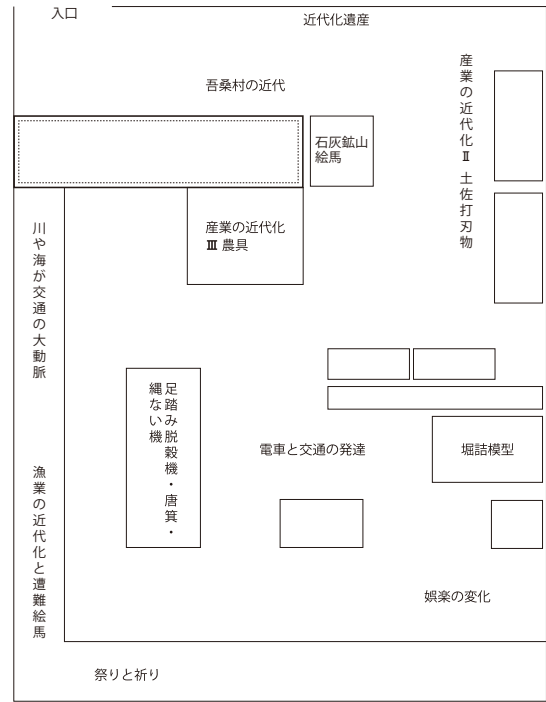 入口
近代化遺産
吾桑村の近代
産業の近代化Ⅱ 土佐打刃物
石灰鉱山
絵馬
産業の近代化
Ⅲ 農具
川や海が交通の大動脈
足踏み脱穀機・唐箕・
縄ない機
電車と交通の発達
堀詰模型
漁業の近代化と遭難絵馬
娯楽の変化
祭りと祈り